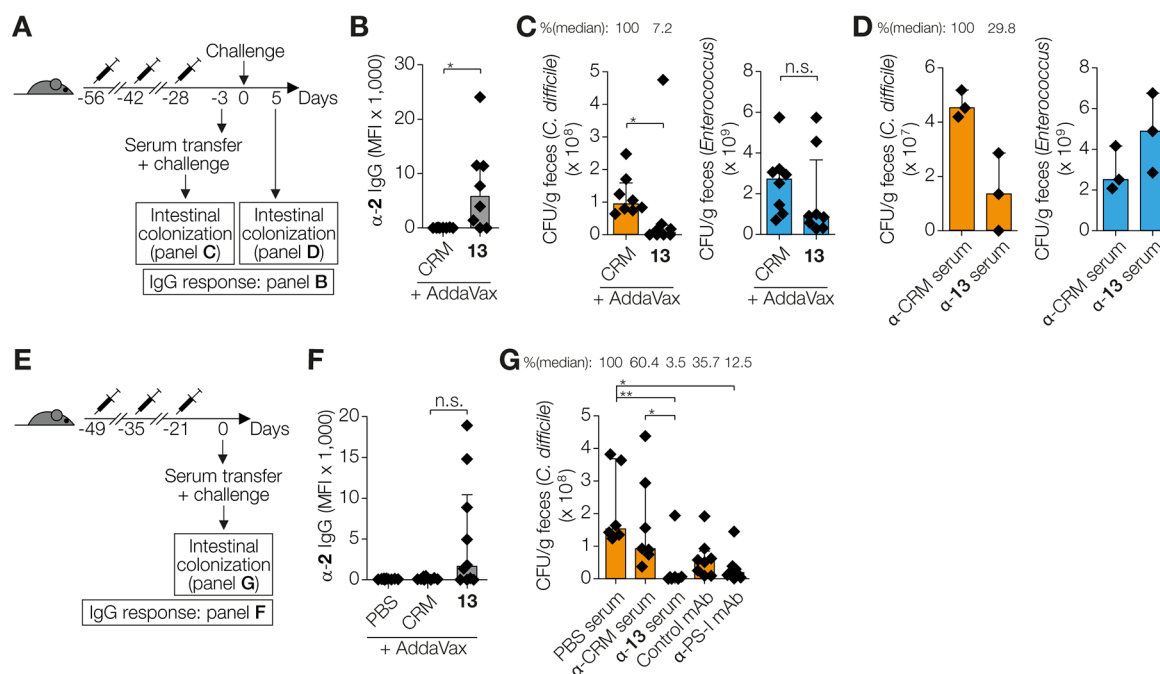 A
Challenge
-56 -42 -28 -3 0 5 Days
Serum transfer
+ challenge
Intestinal
colonization
(panel C)
Intestinal
colonization
(panel D)
IgG response: panel B
B
α-2 IgG (MFI x 1,000)
30
20
10
0
*
CRM 13
+ AddaVax
C
%(median): 100 7.2
CFU/g feces (C. difficile)
(x 10⁸)
5
4
3
2
1
0
*
CRM 13
+ AddaVax
CFU/g feces (Enterococcus)
(x 10⁹)
8
6
4
2
0
n.s.
CRM 13
+ AddaVax
D
%(median): 100 29.8
CFU/g feces (C. difficile)
(x 10⁷)
6
4
2
0
α-CRM serum
α-13 serum
CFU/g feces (Enterococcus)
(x 10⁹)
8
6
4
2
0
α-CRM serum
α-13 serum
E
-49 -35 -21 0 Days
Serum transfer
+ challenge
Intestinal
colonization
(panel G)
IgG response: panel F
F
α-2 IgG (MFI x 1,000)
20
15
10
5
0
n.s.
PBS CRM 13
+ AddaVax
G
%(median): 100 60.4 3.5 35.7 12.5
CFU/g feces (C. difficile)
(x 10⁸)
5
4
3
2
1
0
*
**
*
PBS serum
α-CRM serum
α-13 serum
Control mAb
α-PS-I mAb